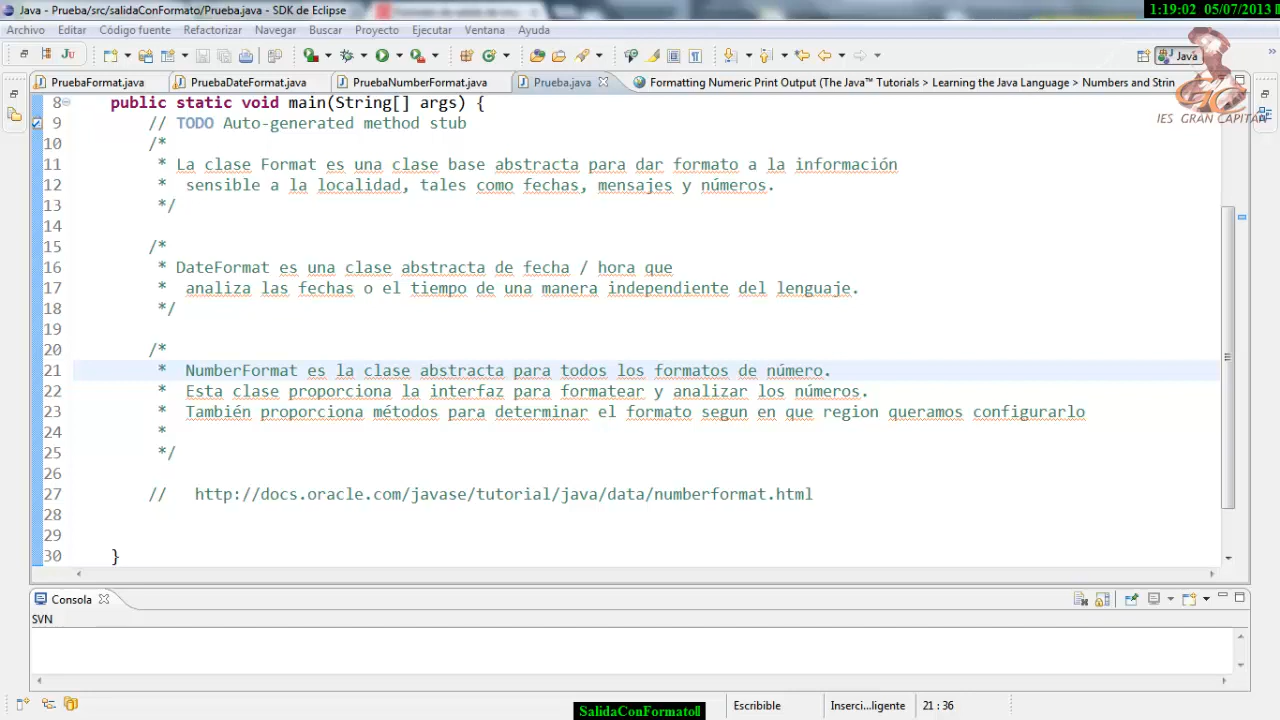 Java - Prueba/src/salidaConFormato/Prueba.java - SDK de Eclipse
1:19:02 05/07/2013
Archivo Editar Código fuente Refactorizar Navegar Buscar Proyecto Ejecutar Ventana Ayuda
Java
PruebaFormat.java PruebaDateFormat.java PruebaNumberFormat.java Prueba.java Formatting Numeric Print Output (The Java™ Tutorials > Learning the Java Language > Numbers and Strin
IES GRAN CAPITÁN
8 public static void main(String[] args) {
9 // TODO Auto-generated method stub
10 /*
11 * La clase Format es una clase base abstracta para dar formato a la información
12 * sensible a la localidad, tales como fechas, mensajes y números.
13 */
14
15 /*
16 * DateFormat es una clase abstracta de fecha / hora que
17 * analiza las fechas o el tiempo de una manera independiente del lenguaje.
18 */
19
20 /*
21 * NumberFormat es la clase abstracta para todos los formatos de número.
22 * Esta clase proporciona la interfaz para formatear y analizar los números.
23 * También proporciona métodos para determinar el formato segun en que region queramos configurarlo
24 *
25 */
26
27 // http://docs.oracle.com/javase/tutorial/java/data/numberformat.html
28
29
30 }
Consola
SVN
SalidaConFormato
Escribible
Inserci...ligente
21 : 36